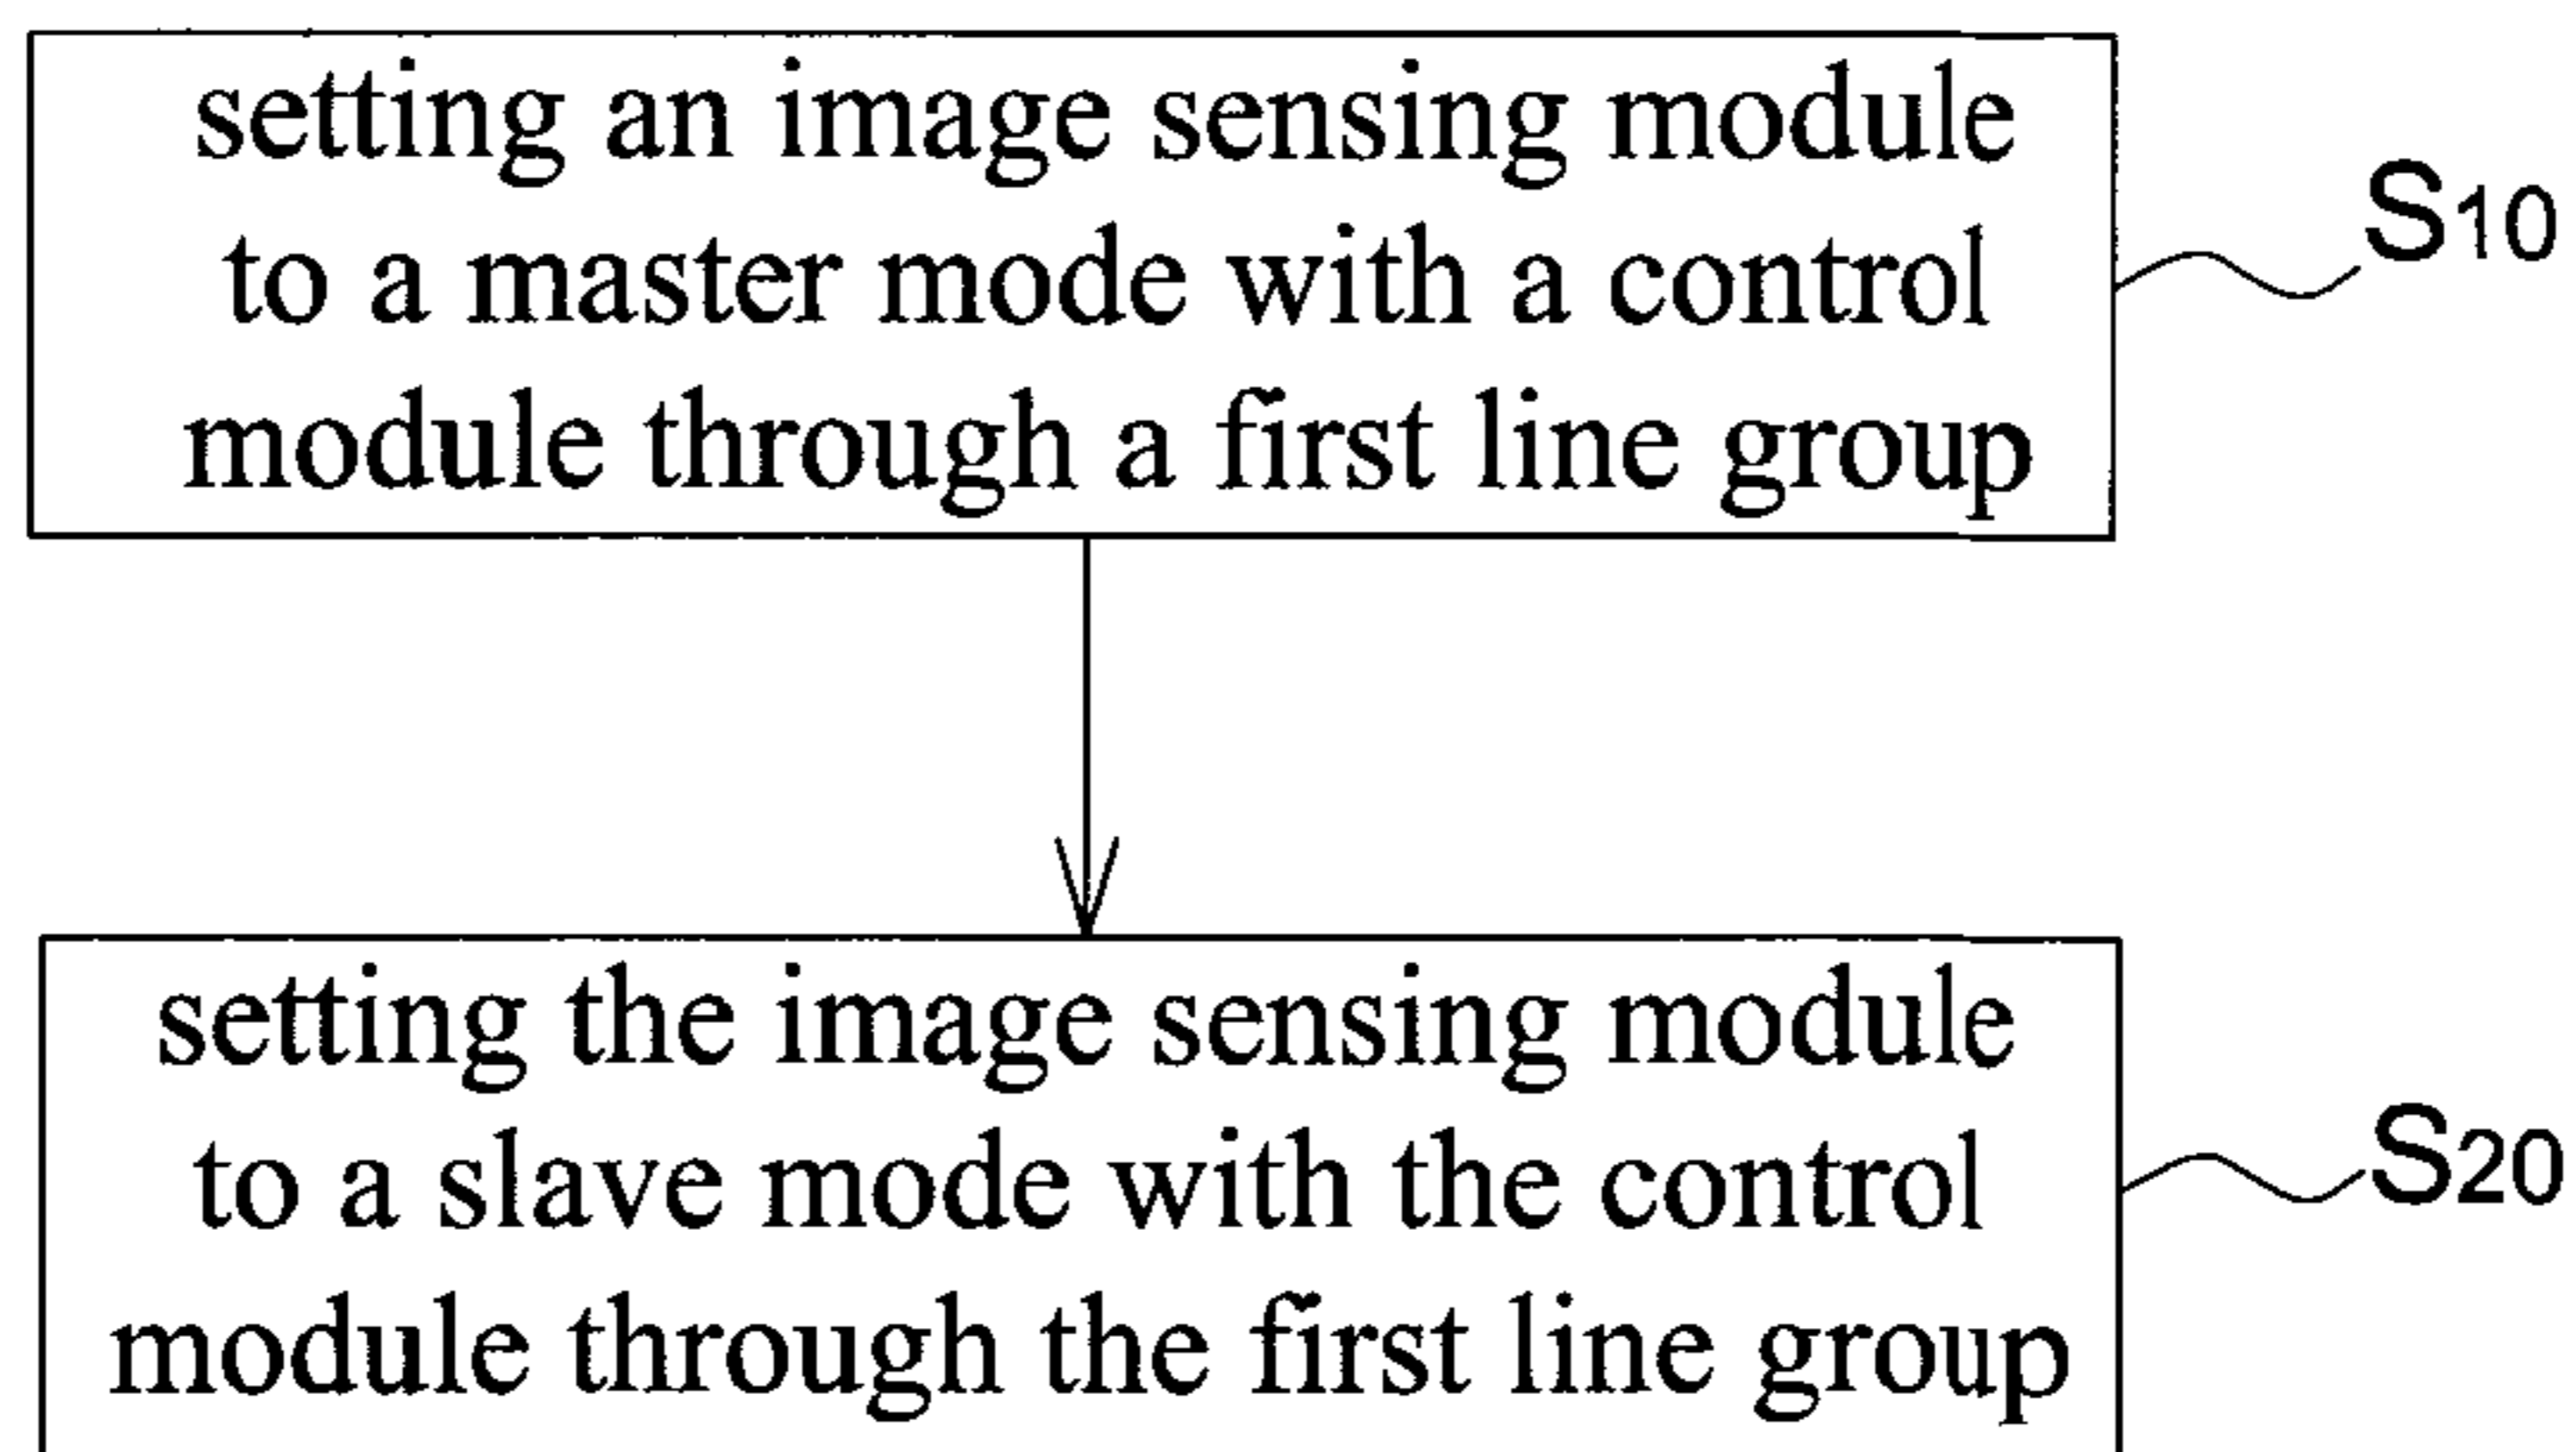 setting an image sensing module
to a master mode with a control
module through a first line group
S10
setting the image sensing module
to a slave mode with the control
module through the first line group
S20